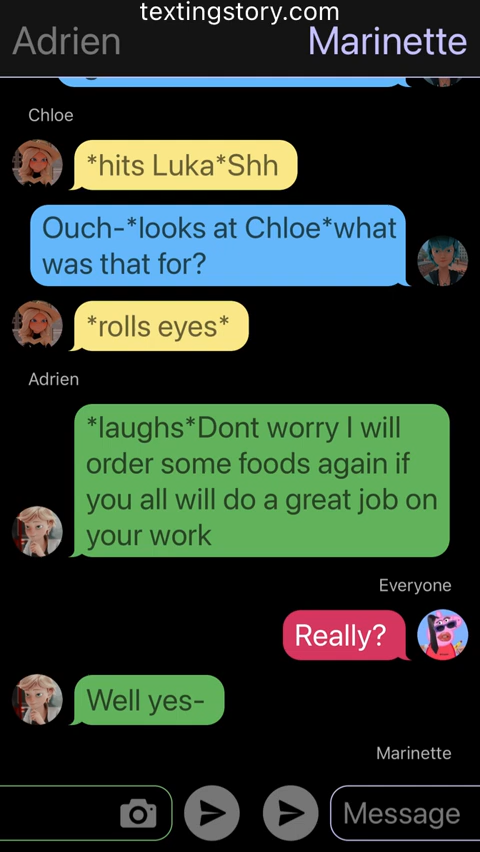 textingstory.com
Adrien
Marinette
Chloe
*hits Luka*Shh
Ouch-*looks at Chloe*what
was that for?
*rolls eyes*
Adrien
*laughs*Dont worry I will
order some foods again if
you all will do a great job on
your work
Everyone
Really?
Well yes-
Marinette
Message